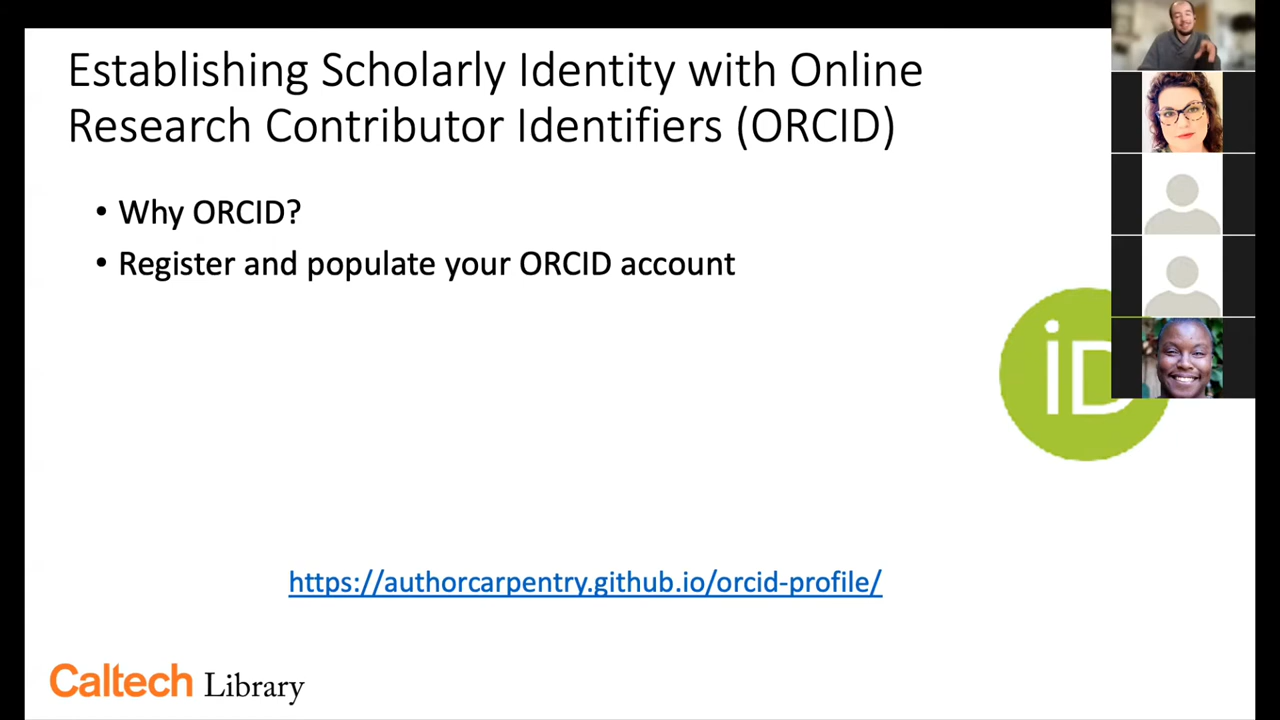 Establishing Scholarly Identity with Online
Research Contributor Identifiers (ORCID)
• Why ORCID?
• Register and populate your ORCID account
iD
https://authorcarpentry.github.io/orcid-profile/
Caltech Library